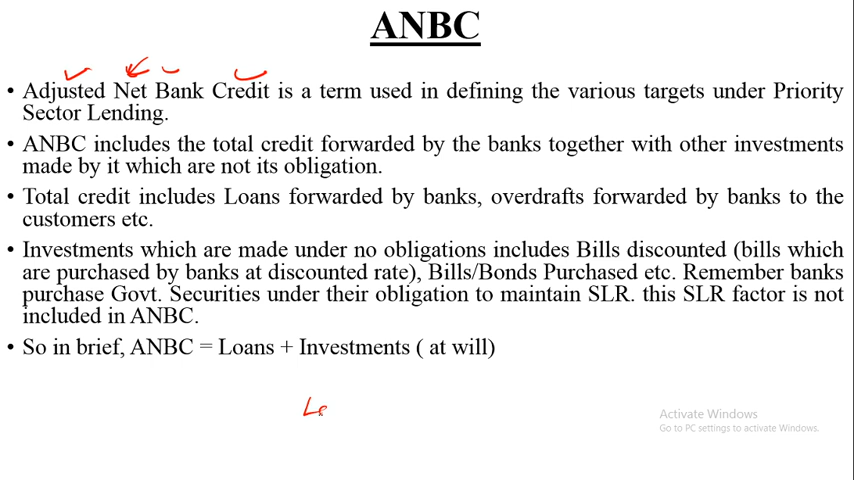 ANBC
• Adjusted Net Bank Credit is a term used in defining the various targets under Priority
Sector Lending.
• ANBC includes the total credit forwarded by the banks together with other investments
made by it which are not its obligation.
• Total credit includes Loans forwarded by banks, overdrafts forwarded by banks to the
customers etc.
• Investments which are made under no obligations includes Bills discounted (bills which
are purchased by banks at discounted rate), Bills/Bonds Purchased etc. Remember banks
purchase Govt. Securities under their obligation to maintain SLR. this SLR factor is not
included in ANBC.
• So in brief, ANBC = Loans + Investments ( at will)
Activate Windows
Go to PC settings to activate Windows.